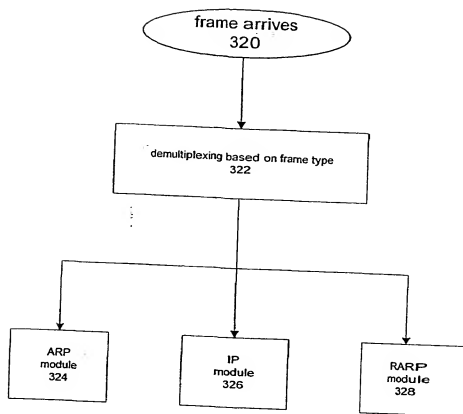 frame arrives
320
demultiplexing based on frame type
322
ARP
module
324
IP
module
326
RARP
module
328